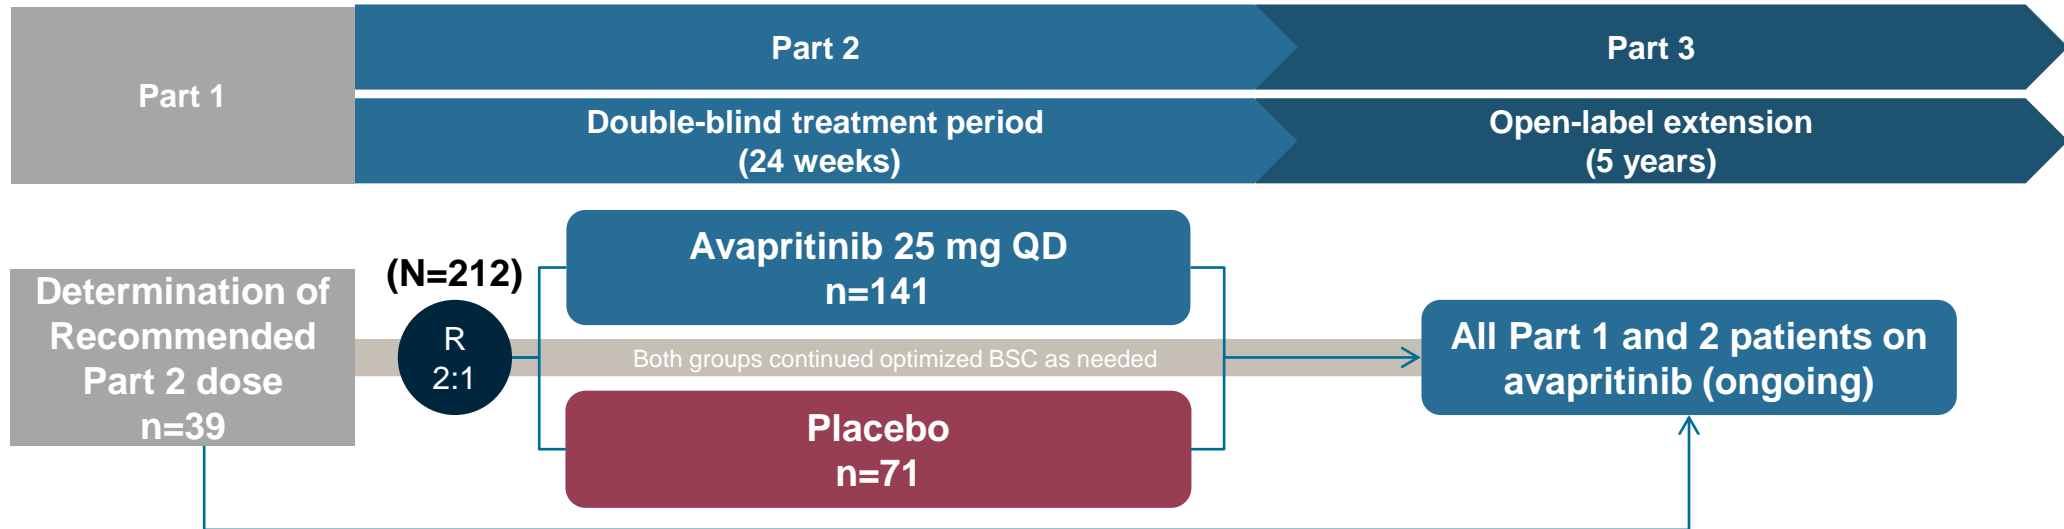 Part 1
Part 2
Part 3
Double-blind treatment period
(24 weeks)
Open-label extension
(5 years)
Determination of
Recommended
Part 2 dose
n=39
(N=212)
R
2:1
Avapritinib 25 mg QD
n=141
Both groups continued optimized BSC as needed
Placebo
n=71
All Part 1 and 2 patients on
avapritinib (ongoing)